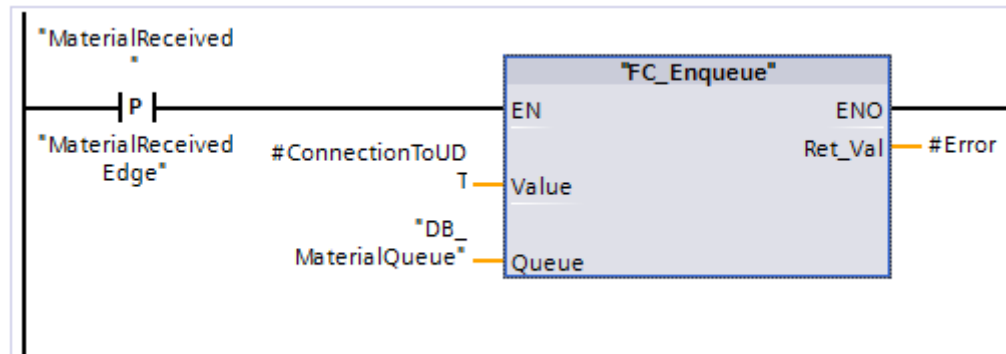 "MaterialReceived
"
P
"MaterialReceived
Edge"
"FC_Enqueue"
EN
ENO
Ret_Val
#Error
#ConnectionToUD
T
Value
"DB_
MaterialQueue"
Queue